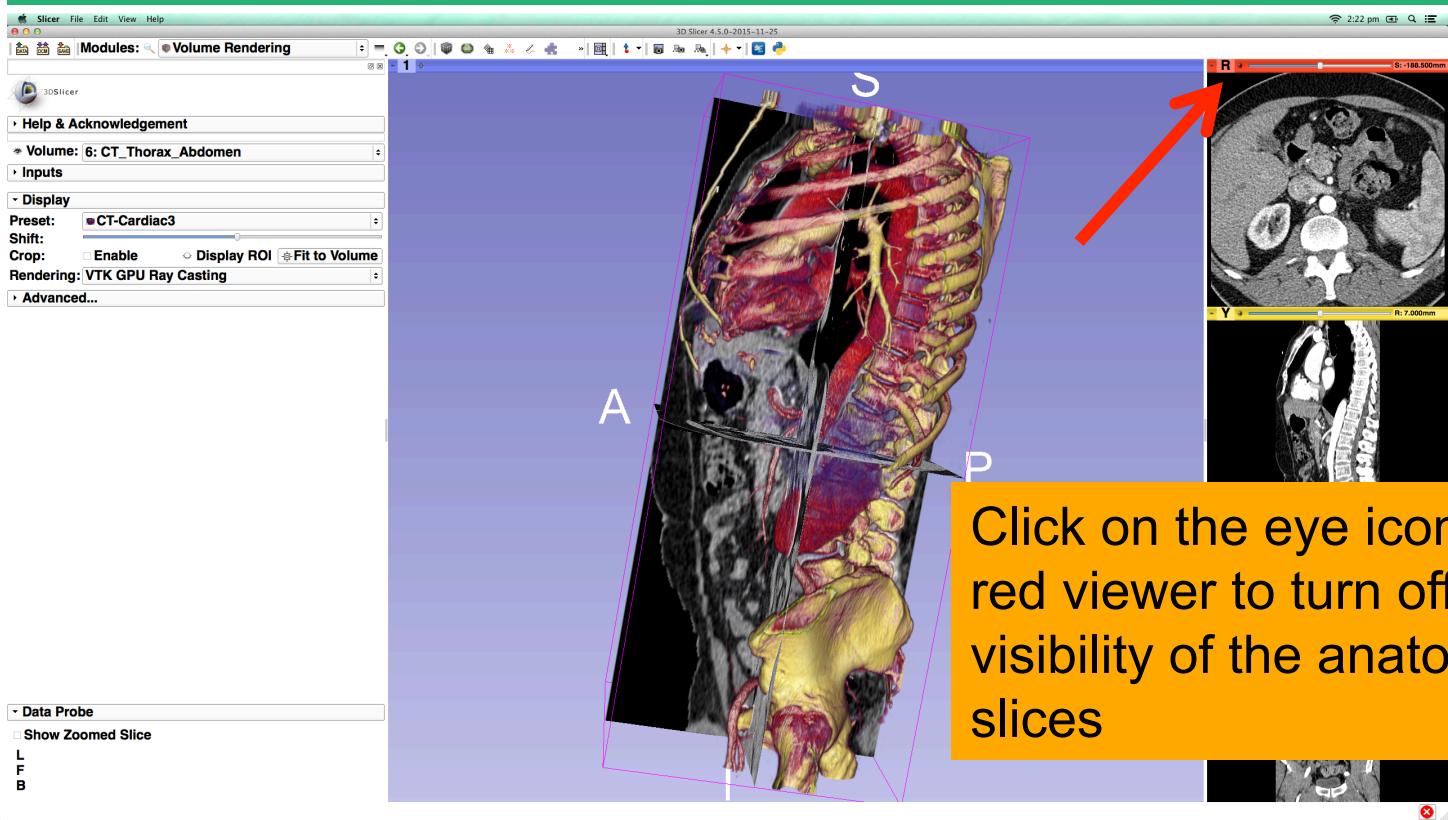 Slicer File Edit View Help
2:22 pm
3D Slicer 4.5.0-2015-11-25
DATA DCM SAVE Modules: Volume Rendering
1
R S: -188.500mm
3DSlicer
Help & Acknowledgement
Volume: 6: CT_Thorax_Abdomen
Inputs
Display
Preset: CT-Cardiac3
Shift:
Crop: Enable Display ROI Fit to Volume
Rendering: VTK GPU Ray Casting
Advanced...
S
A
P
I
Y R: 7.000mm
Click on the eye icon
red viewer to turn off
visibility of the anato
slices
Data Probe
Show Zoomed Slice
L
F
B